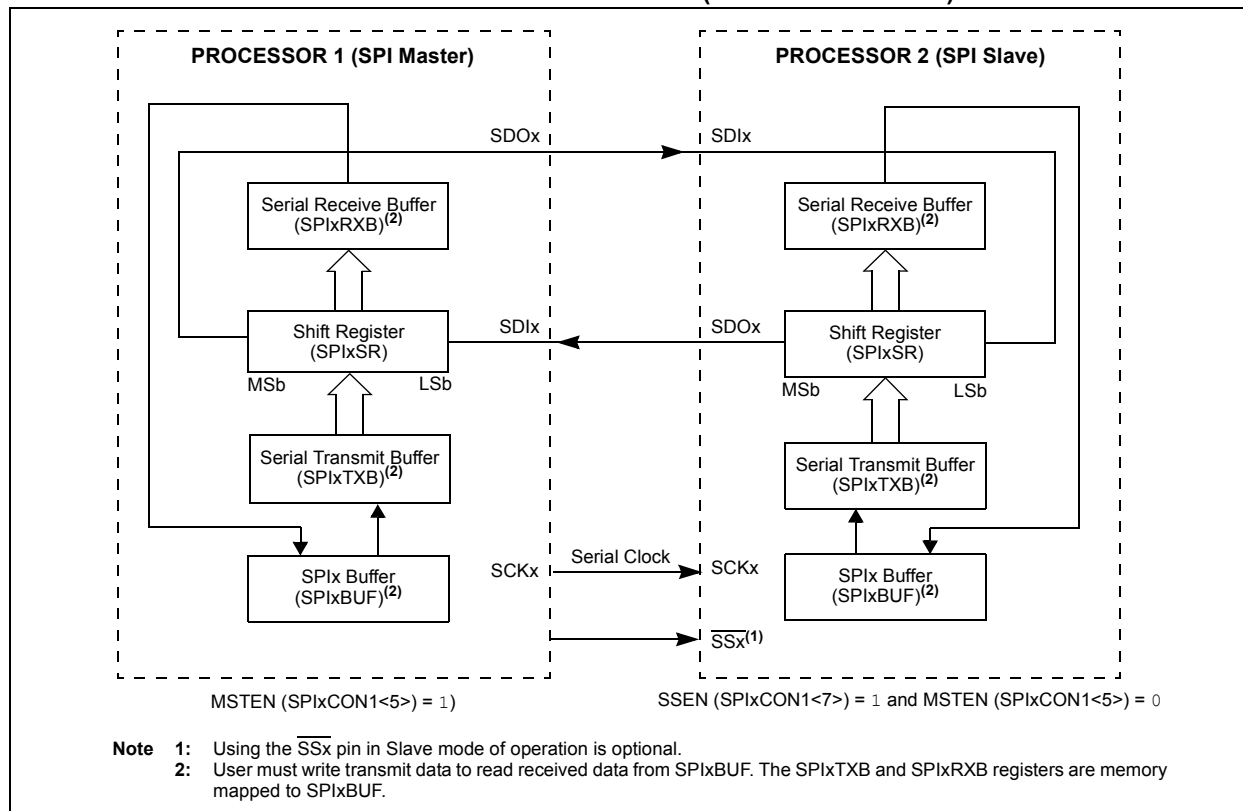 PROCESSOR 1 (SPI Master)
PROCESSOR 2 (SPI Slave)
SDOx
SDIx
Serial Receive Buffer
(SPIxRXB)(2)
Serial Receive Buffer
(SPIxRXB)(2)
Shift Register
(SPIxSR)
SDIx
SDOx
Shift Register
(SPIxSR)
MSb
LSb
MSb
LSb
Serial Transmit Buffer
(SPIxTXB)(2)
Serial Transmit Buffer
(SPIxTXB)(2)
SPIx Buffer
(SPIxBUF)(2)
SCKx
Serial Clock
SCKx
SPIx Buffer
(SPIxBUF)(2)
SSx(1)
MSTEN (SPIxCON1<5>) = 1)
SSEN (SPIxCON1<7>) = 1 and MSTEN (SPIxCON1<5>) = 0
Note 1: Using the SSx pin in Slave mode of operation is optional.
2: User must write transmit data to read received data from SPIxBUF. The SPIxTXB and SPIxRXB registers are memory
mapped to SPIxBUF.